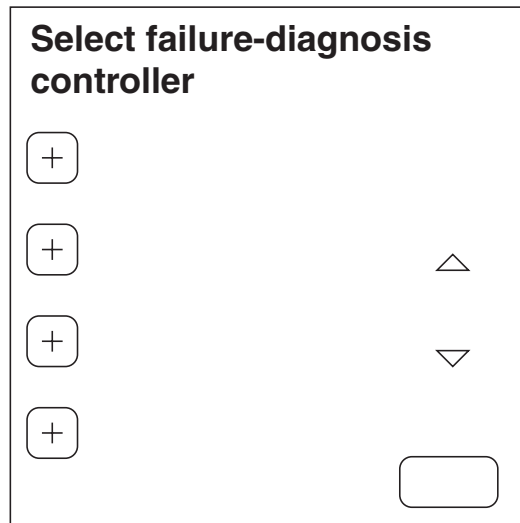 Select failure-diagnosis
controller
+
+
+
+